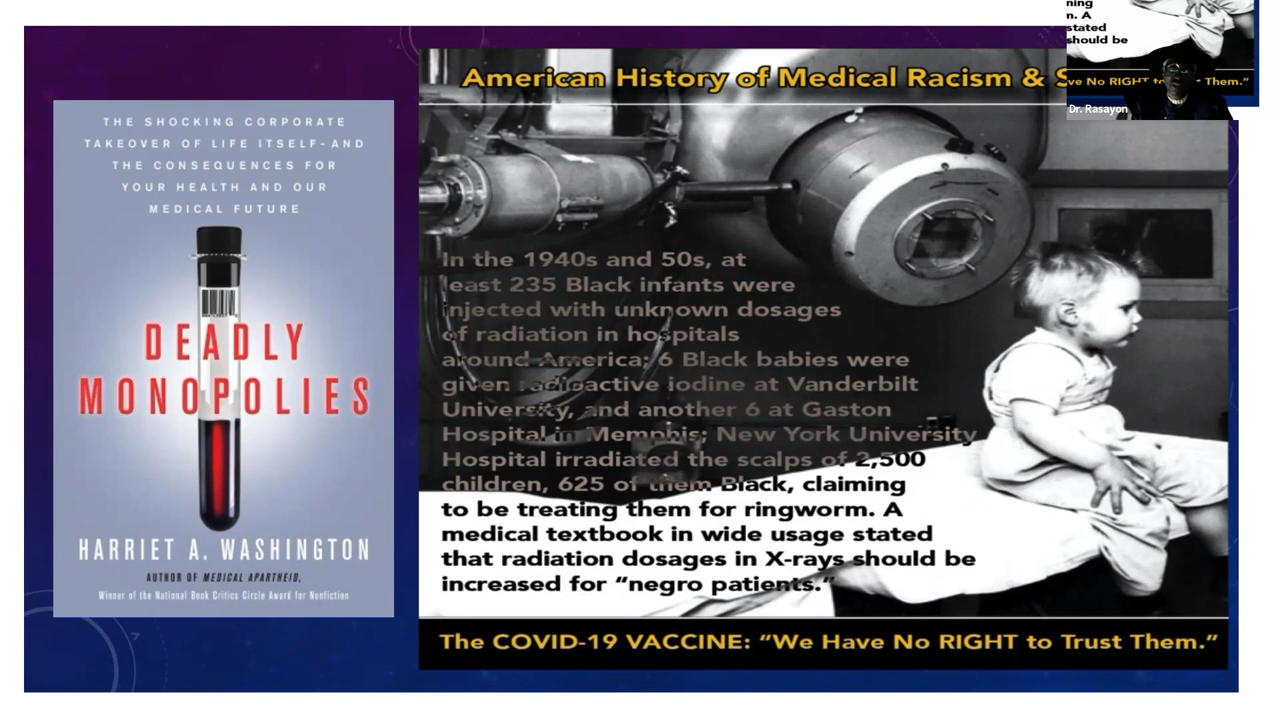 THE SHOCKING CORPORATE
TAKEOVER OF LIFE ITSELF-AND
THE CONSEQUENCES FOR
YOUR HEALTH AND OUR
MEDICAL FUTURE
DEADLY
MONOPOLIES
HARRIET A. WASHINGTON
AUTHOR OF MEDICAL APARTHEID,
Winner of the National Book Critics Circle Award for Nonfiction
American History of Medical Racism & S
In the 1940s and 50s, at
least 235 Black infants were
injected with unknown dosages
of radiation in hospitals
around America; 6 Black babies were
given radioactive iodine at Vanderbilt
University, and another 6 at Gaston
Hospital in Memphis; New York University
Hospital irradiated the scalps of 2,500
children, 625 of them Black, claiming
to be treating them for ringworm. A
medical textbook in wide usage stated
that radiation dosages in X-rays should be
increased for “negro patients.”
The COVID-19 VACCINE: “We Have No RIGHT to Trust Them.”
ning
n. A
stated
should be
ve No RIGHT to Them.”
Dr. Rasayon